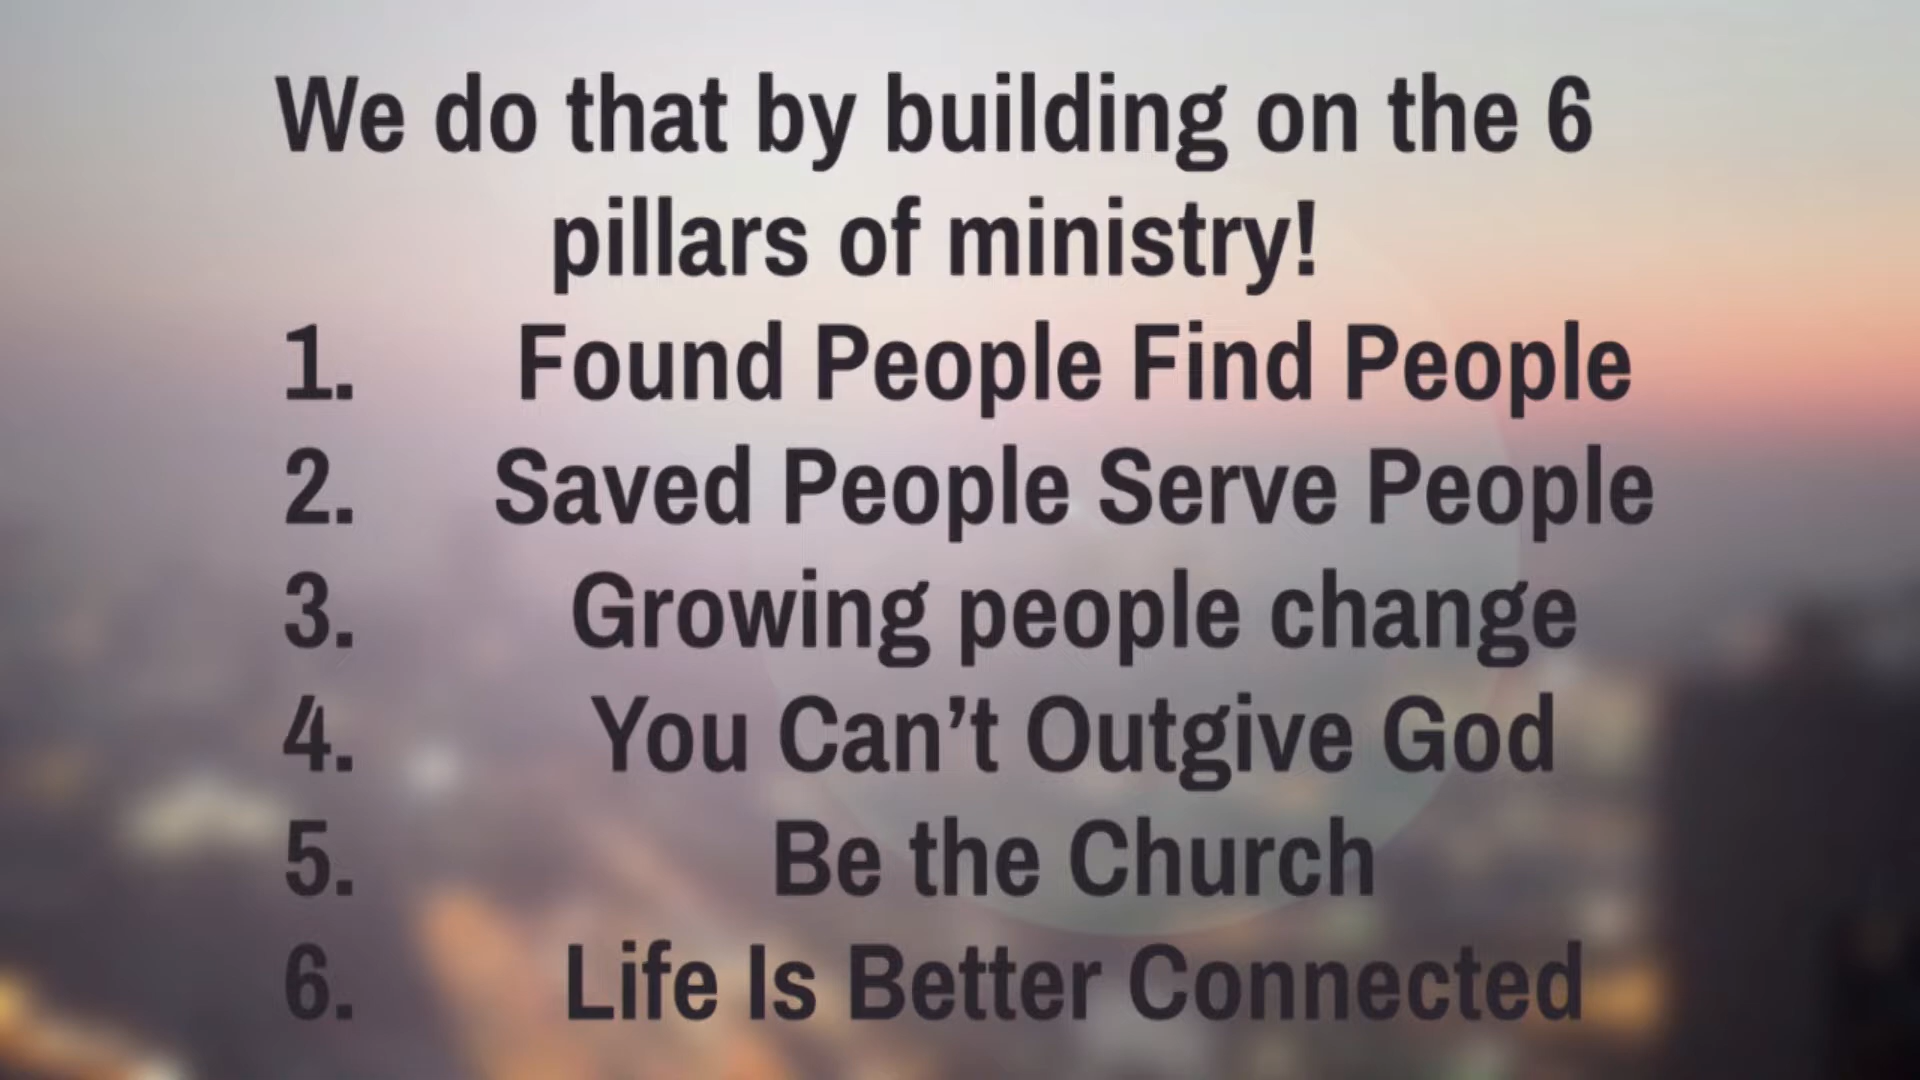 We do that by building on the 6
pillars of ministry!
1. Found People Find People
2. Saved People Serve People
3. Growing people change
4. You Can’t Outgive God
5. Be the Church
6. Life Is Better Connected